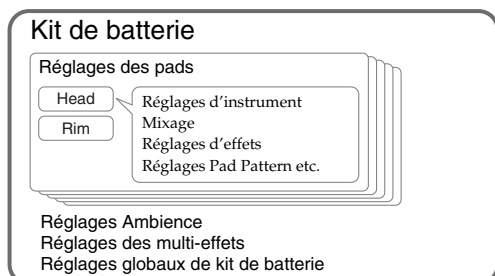 Kit de batterie
Réglages des pads
Head
Rim
Réglages d’instrument
Mixage
Réglages d’effets
Réglages Pad Pattern etc.
Réglages Ambience
Réglages des multi-effets
Réglages globaux de kit de batterie